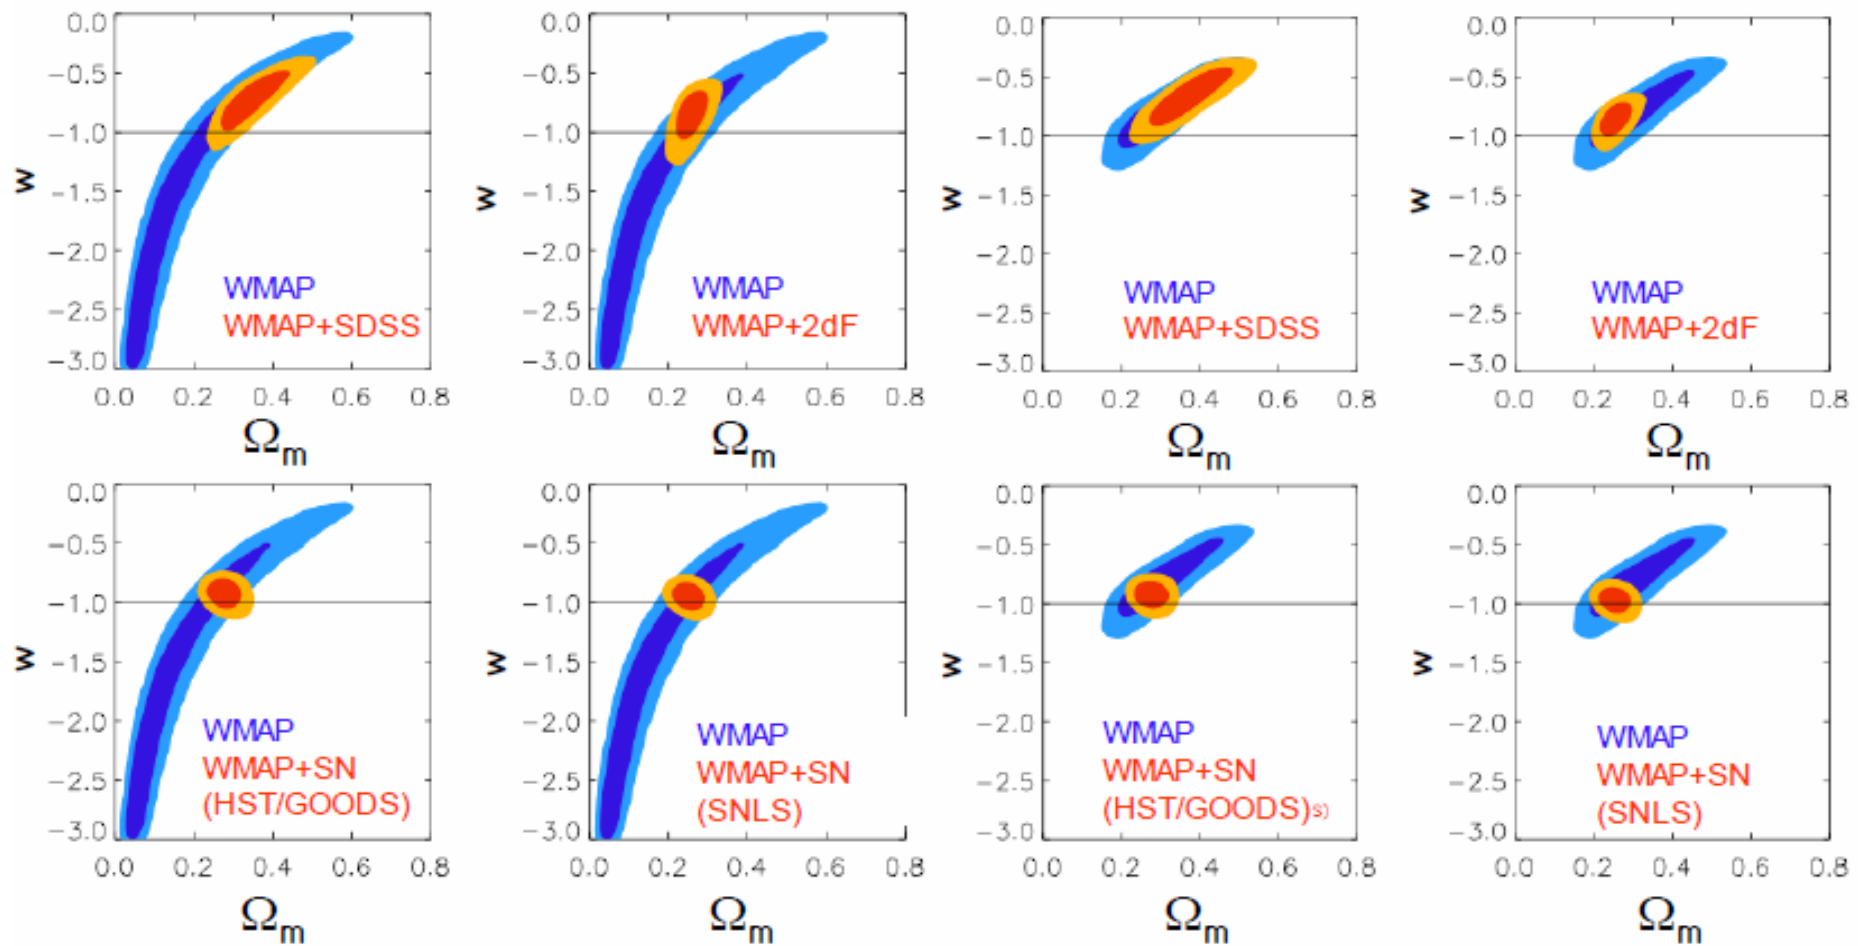 0.0
−0.5
−1.0
−1.5
−2.0
−2.5
−3.0
w
WMAP
WMAP+SDSS
0.0 0.2 0.4 0.6 0.8
Ωm
0.0
−0.5
−1.0
−1.5
−2.0
−2.5
−3.0
w
WMAP
WMAP+2dF
0.0 0.2 0.4 0.6 0.8
Ωm
0.0
−0.5
−1.0
−1.5
−2.0
−2.5
−3.0
w
WMAP
WMAP+SDSS
0.0 0.2 0.4 0.6 0.8
Ωm
0.0
−0.5
−1.0
−1.5
−2.0
−2.5
−3.0
w
WMAP
WMAP+2dF
0.0 0.2 0.4 0.6 0.8
Ωm
0.0
−0.5
−1.0
−1.5
−2.0
−2.5
−3.0
w
WMAP
WMAP+SN
(HST/GOODS)
0.0 0.2 0.4 0.6 0.8
Ωm
0.0
−0.5
−1.0
−1.5
−2.0
−2.5
−3.0
w
WMAP
WMAP+SN
(SNLS)
0.0 0.2 0.4 0.6 0.8
Ωm
0.0
−0.5
−1.0
−1.5
−2.0
−2.5
−3.0
w
WMAP
WMAP+SN
(HST/GOODS)s)
0.0 0.2 0.4 0.6 0.8
Ωm
0.0
−0.5
−1.0
−1.5
−2.0
−2.5
−3.0
w
WMAP
WMAP+SN
(SNLS)
0.0 0.2 0.4 0.6 0.8
Ωm